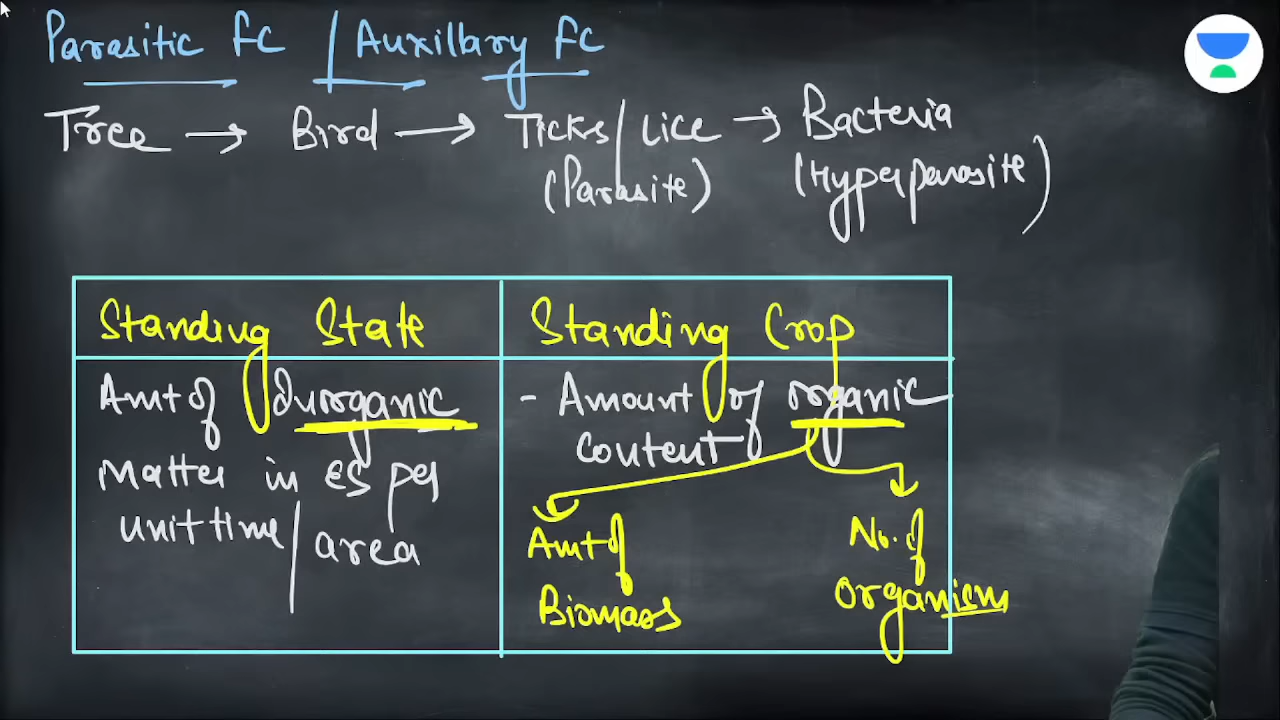 Parasitic FC / Auxillary FC
Tree → Bird → Ticks/Lice → Bacteria
(Parasite) (Hyperparasite)
Standing State
Amt of Inorganic
Matter in ES per
unit time/area
Standing Crop
- Amount of organic
content
Amt of
Biomass
No. of
organism